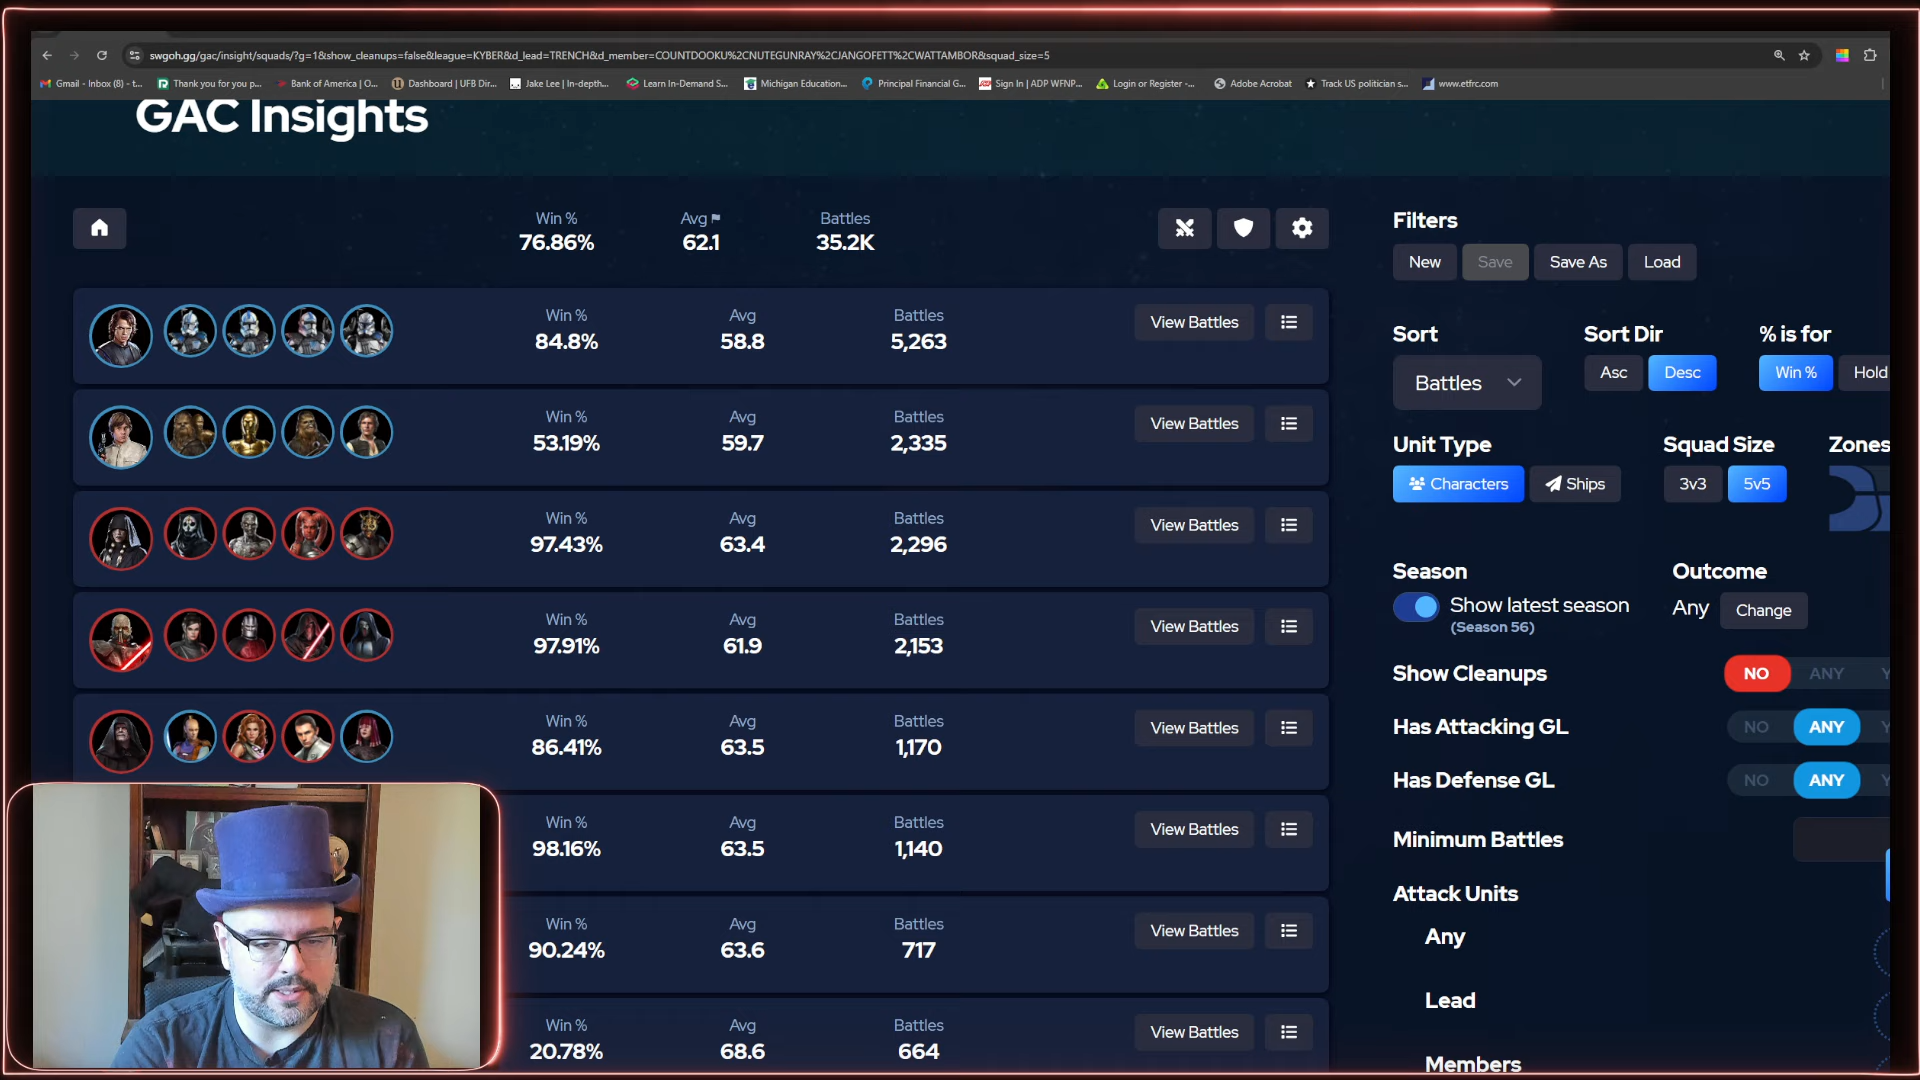 swgoh.gg/gac/insight/squads/?g=1&show_cleanups=false&league=KYBER&d_lead=TRENCH&d_member=COUNTDOOKU%2CNUTEGUNRAY%2CJANGOFETT%2CWATTAMBOR&squad_size=5
Gmail - Inbox (8) - t... Thank you for you p... Bank of America | O... Dashboard | UFB Dir... Jake Lee | In-depth... Learn In-Demand S... Michigan Education... Principal Financial G... Sign In | ADP WFNP... Login or Register -... Adobe Acrobat Track US politician s... www.etfrc.com
GAC Insights
Win % Avg Battles
76.86% 62.1 35.2K
Win % Avg Battles View Battles
84.8% 58.8 5,263
Win % Avg Battles View Battles
53.19% 59.7 2,335
Win % Avg Battles View Battles
97.43% 63.4 2,296
Win % Avg Battles View Battles
97.91% 61.9 2,153
Win % Avg Battles View Battles
86.41% 63.5 1,170
Win % Avg Battles View Battles
98.16% 63.5 1,140
Win % Avg Battles View Battles
90.24% 63.6 717
Win % Avg Battles View Battles
20.78% 68.6 664
Filters
New Save Save As Load
Sort Sort Dir % is for
Battles Asc Desc Win % Hold
Unit Type Squad Size Zones
Characters Ships 3v3 5v5
Season Outcome
Show latest season Any Change
(Season 56)
Show Cleanups NO ANY Y
Has Attacking GL NO ANY Y
Has Defense GL NO ANY Y
Minimum Battles
Attack Units
Any
Lead
Members